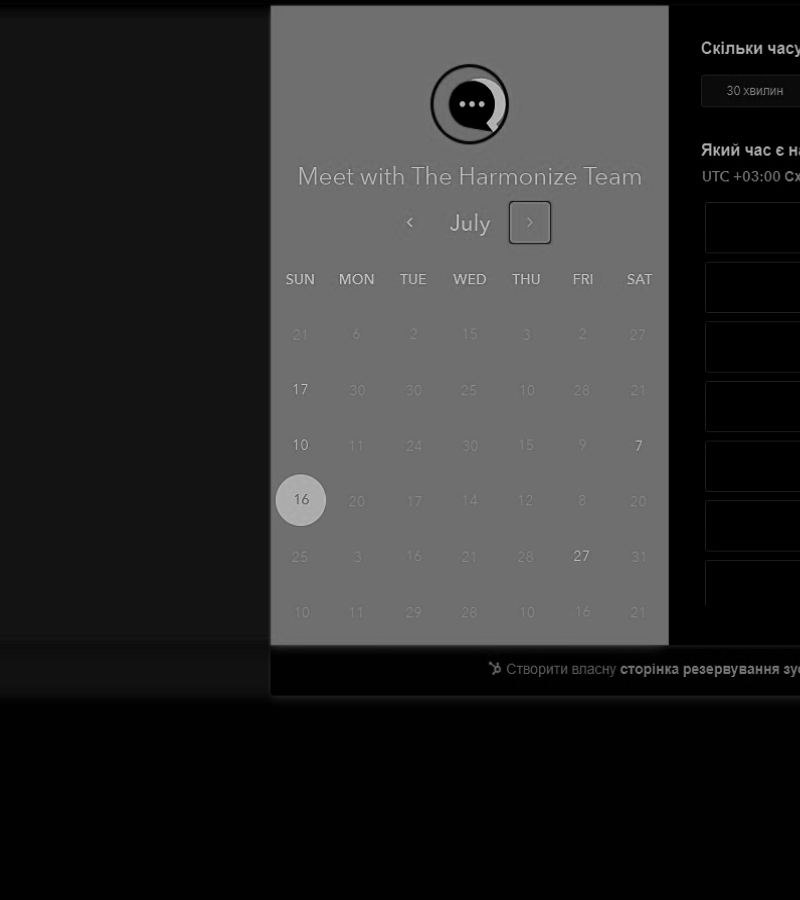 Meet with The Harmonize Team
July
SUN MON TUE WED THU FRI SAT
21 6 2 15 3 2 27
17 30 30 25 10 28 21
10 11 24 30 15 9 7
16 20 17 14 12 8 20
25 3 16 21 28 27 31
10 11 29 28 10 16 21
Скільки часу
30 хвилин
Який час є
UTC +03:00
Створити власну сторінка резервування